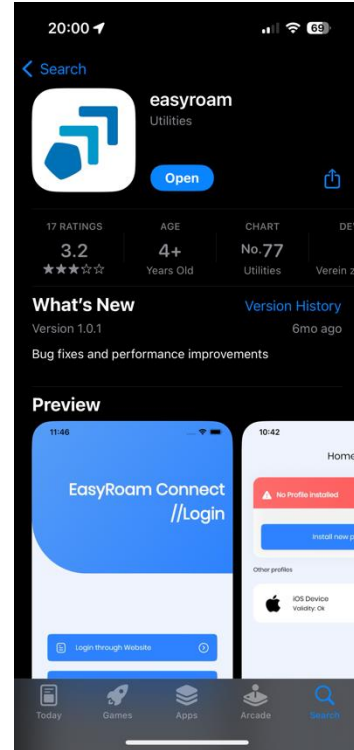 20:00
69
Search
easyroam
Utilities
Open
17 RATINGS AGE CHART DE
3.2 4+ No.77
★★★☆☆ Years Old Utilities Verein z
What's New Version History
Version 1.0.1 6mo ago
Bug fixes and performance improvements
Preview
11:46
EasyRoam Connect
//Login
Login through Website
10:42
Home
No Profile installed
Install new p
Other profiles
iOS Device
Validity: Ok
Today Games Apps Arcade Search